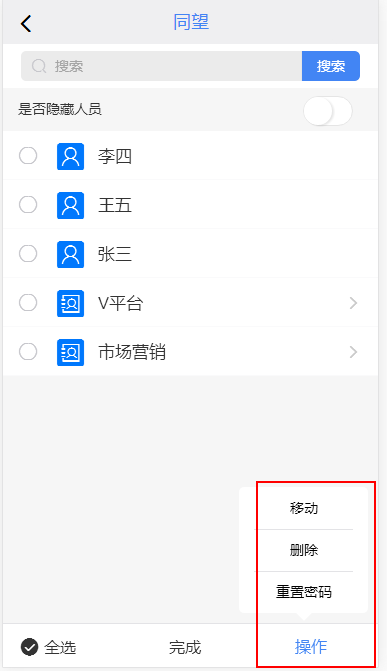 同望
搜索 搜索
是否隐藏人员
李四
王五
张三
V平台
市场营销
移动
删除
重置密码
全选 完成 操作